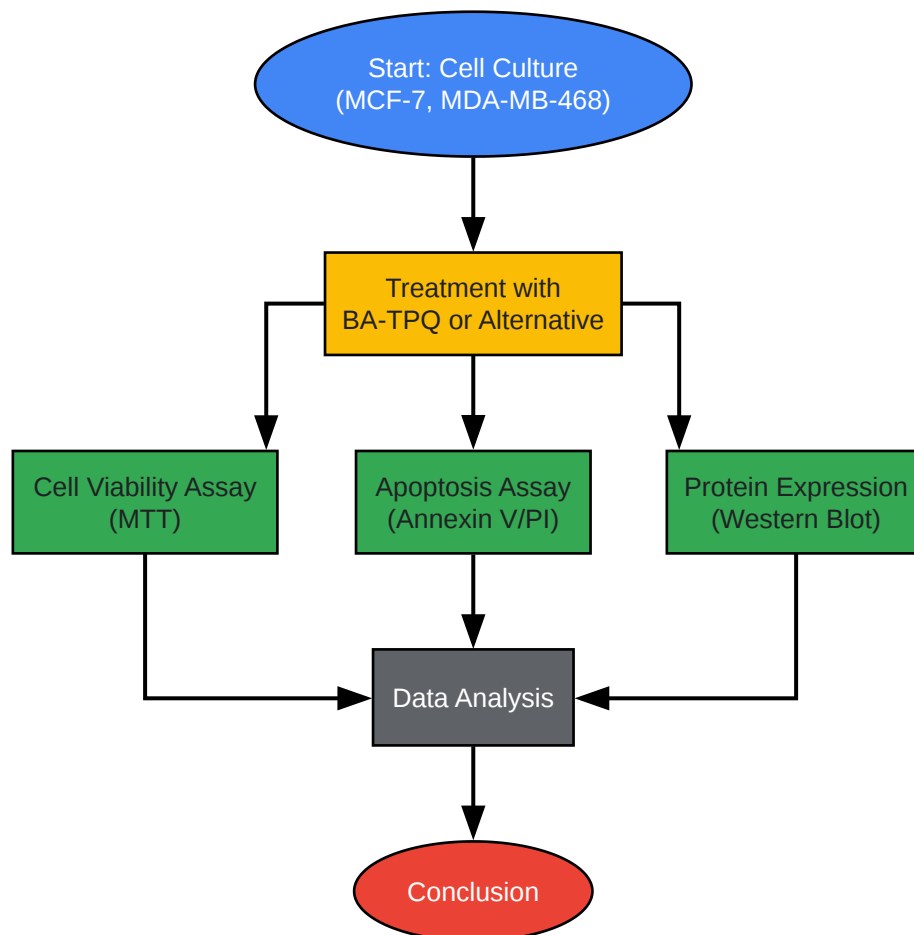 Start: Cell Culture
(MCF-7, MDA-MB-468)
Treatment with
BA-TPQ or Alternative
Cell Viability Assay
(MTT)
Apoptosis Assay
(Annexin V/PI)
Protein Expression
(Western Blot)
Data Analysis
Conclusion